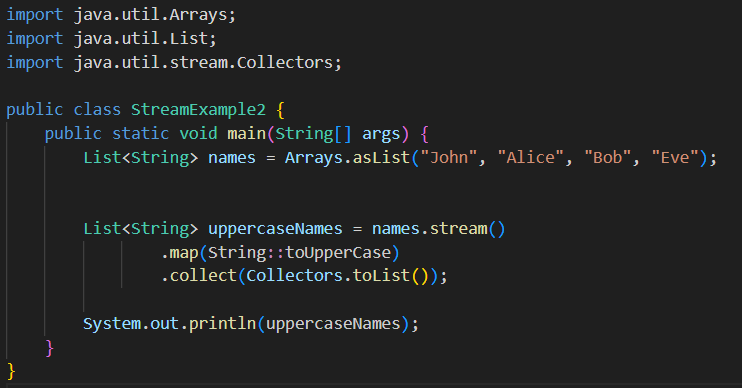 import java.util.Arrays;
import java.util.List;
import java.util.stream.Collectors;

public class StreamExample2 {
    public static void main(String[] args) {
        List<String> names = Arrays.asList("John", "Alice", "Bob", "Eve");


        List<String> uppercaseNames = names.stream()
                .map(String::toUpperCase)
                .collect(Collectors.toList());

        System.out.println(uppercaseNames);
    }
}